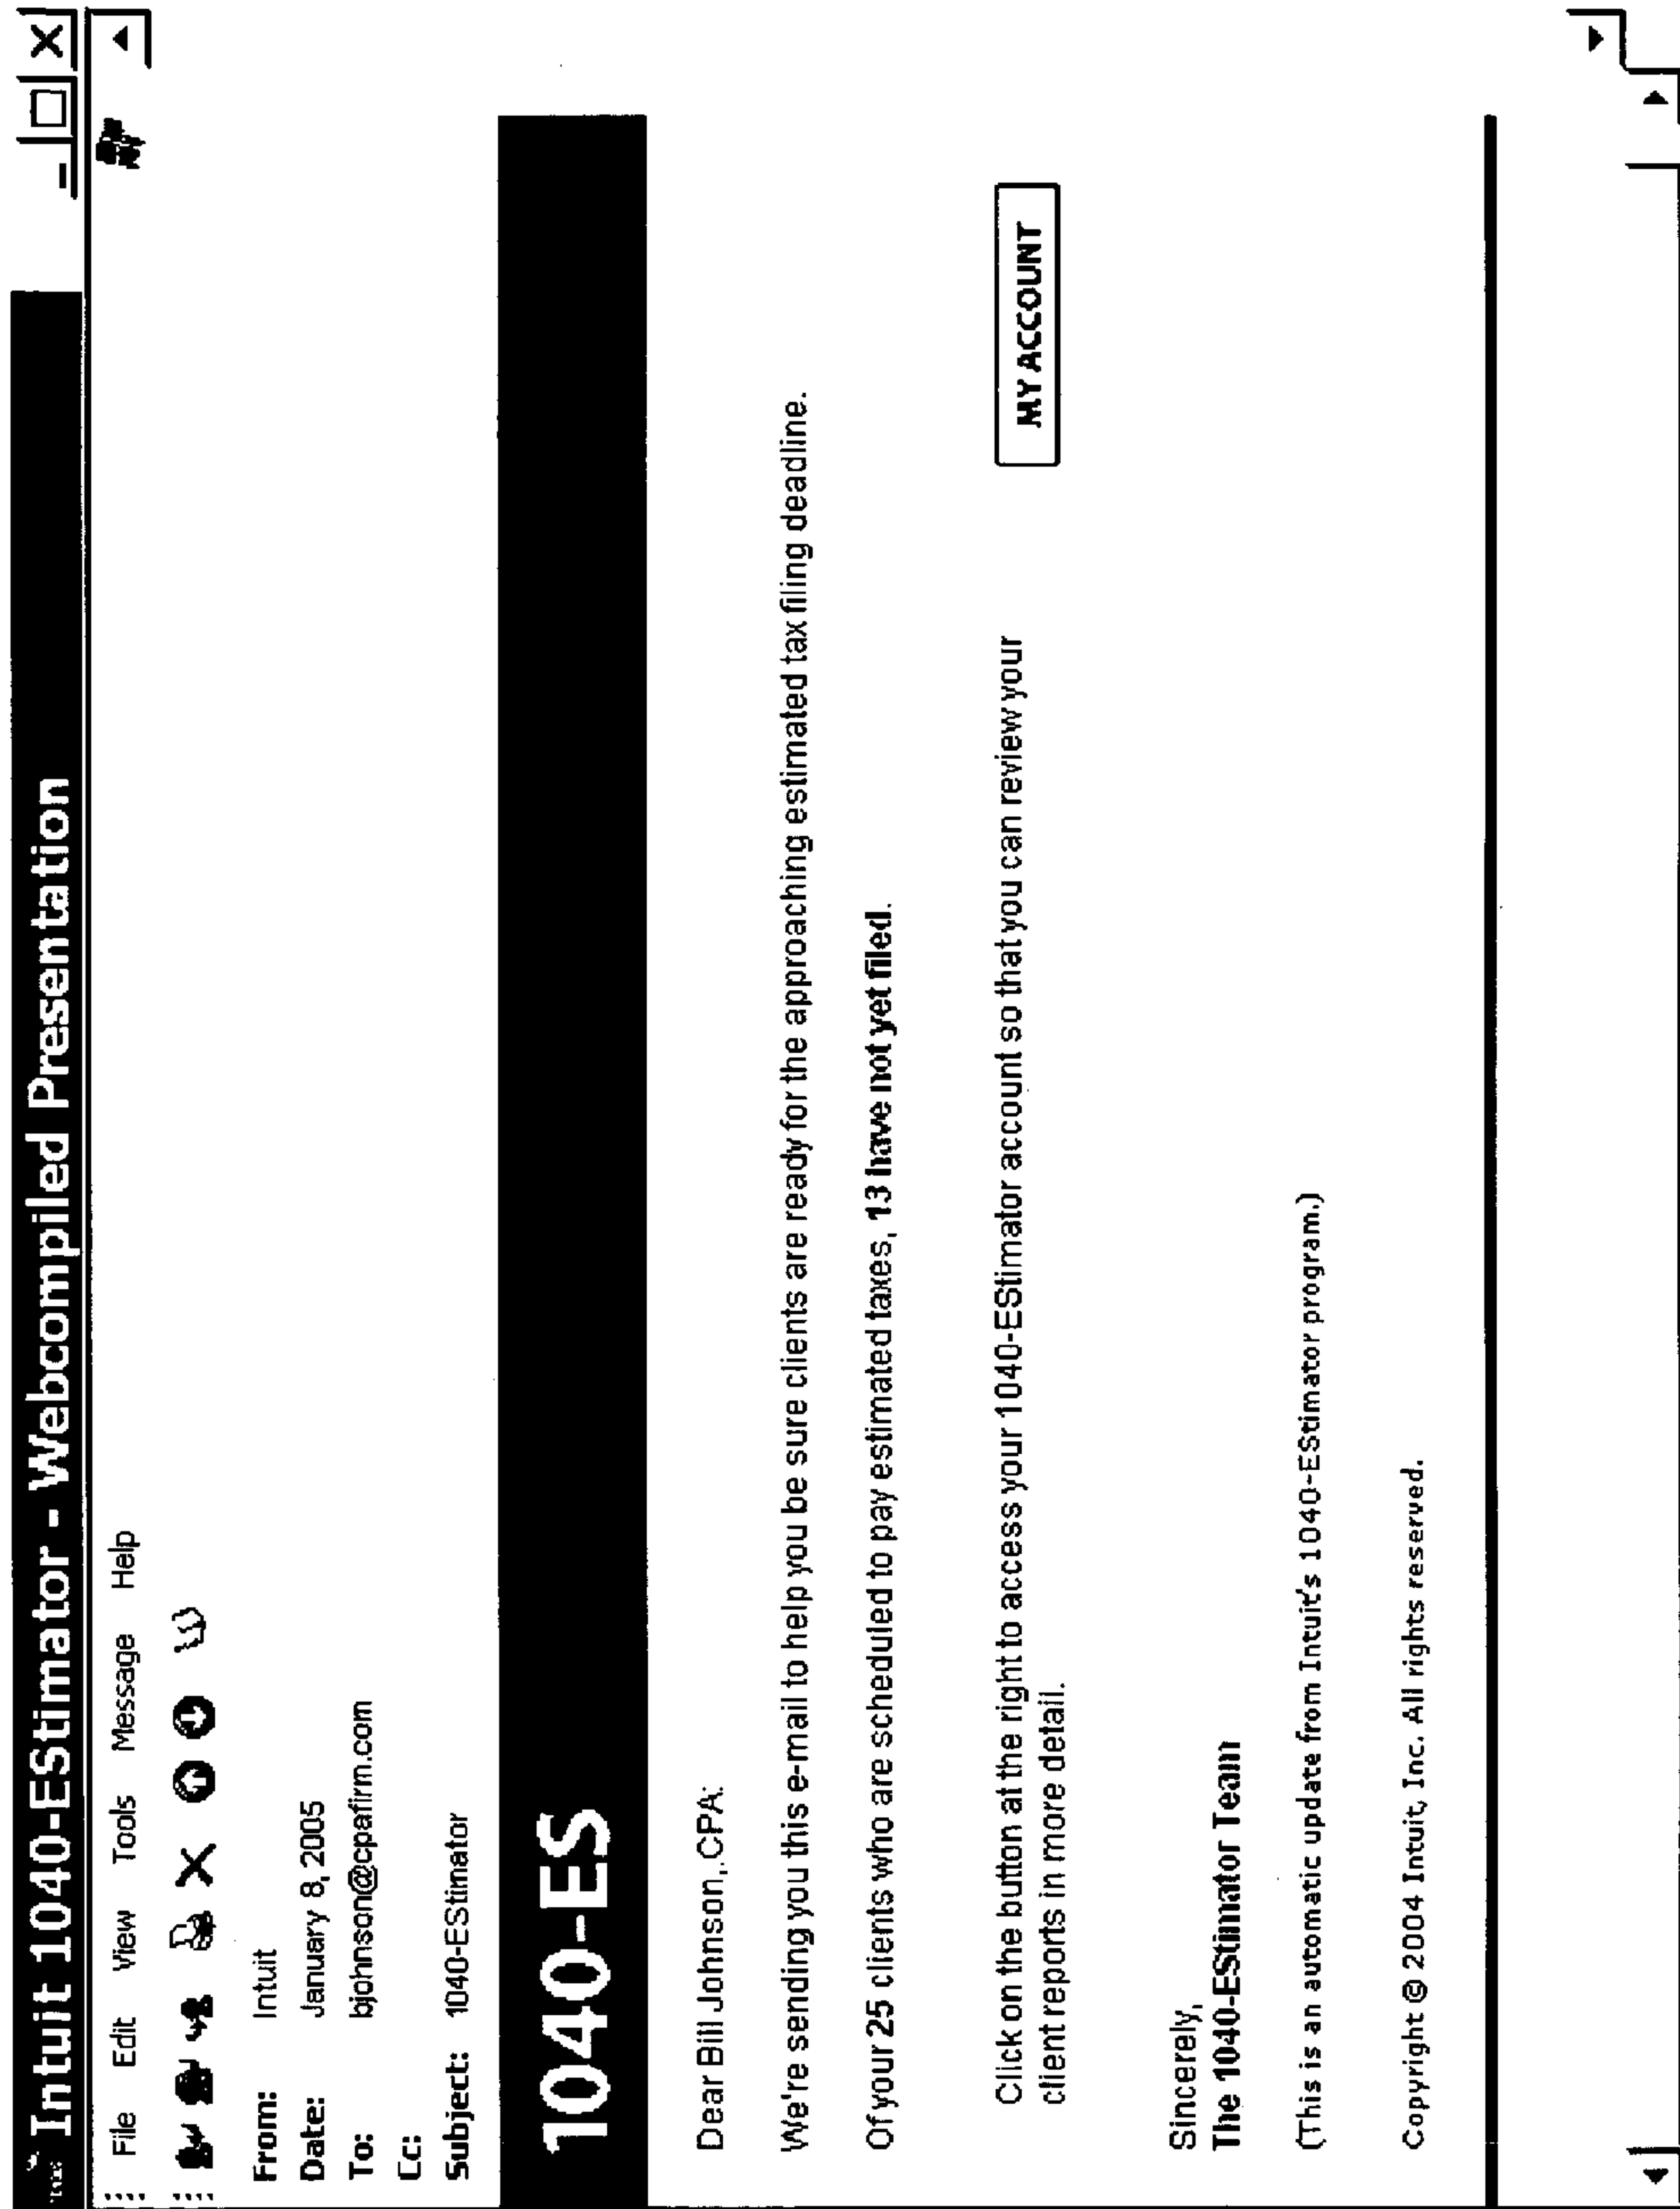 Intuit 1040-EStimator - Webcompiled Presentation
File Edit View Tools Message Help
From: Intuit
Date: January 8, 2005
To: bjohnson@cpafirm.com
Cc:
Subject: 1040-EStimator
1040-ES
Dear Bill Johnson, CPA:
We're sending you this e-mail to help you be sure clients are ready for the approaching estimated tax filing deadline.
Of your 25 clients who are scheduled to pay estimated taxes, 13 have not yet filed.
Click on the button at the right to access your 1040-EStimator account so that you can review your
client reports in more detail.
MY ACCOUNT
Sincerely,
The 1040-EStimator Team
(This is an automatic update from Intuit's 1040-EStimator program.)
Copyright © 2004 Intuit, Inc. All rights reserved.